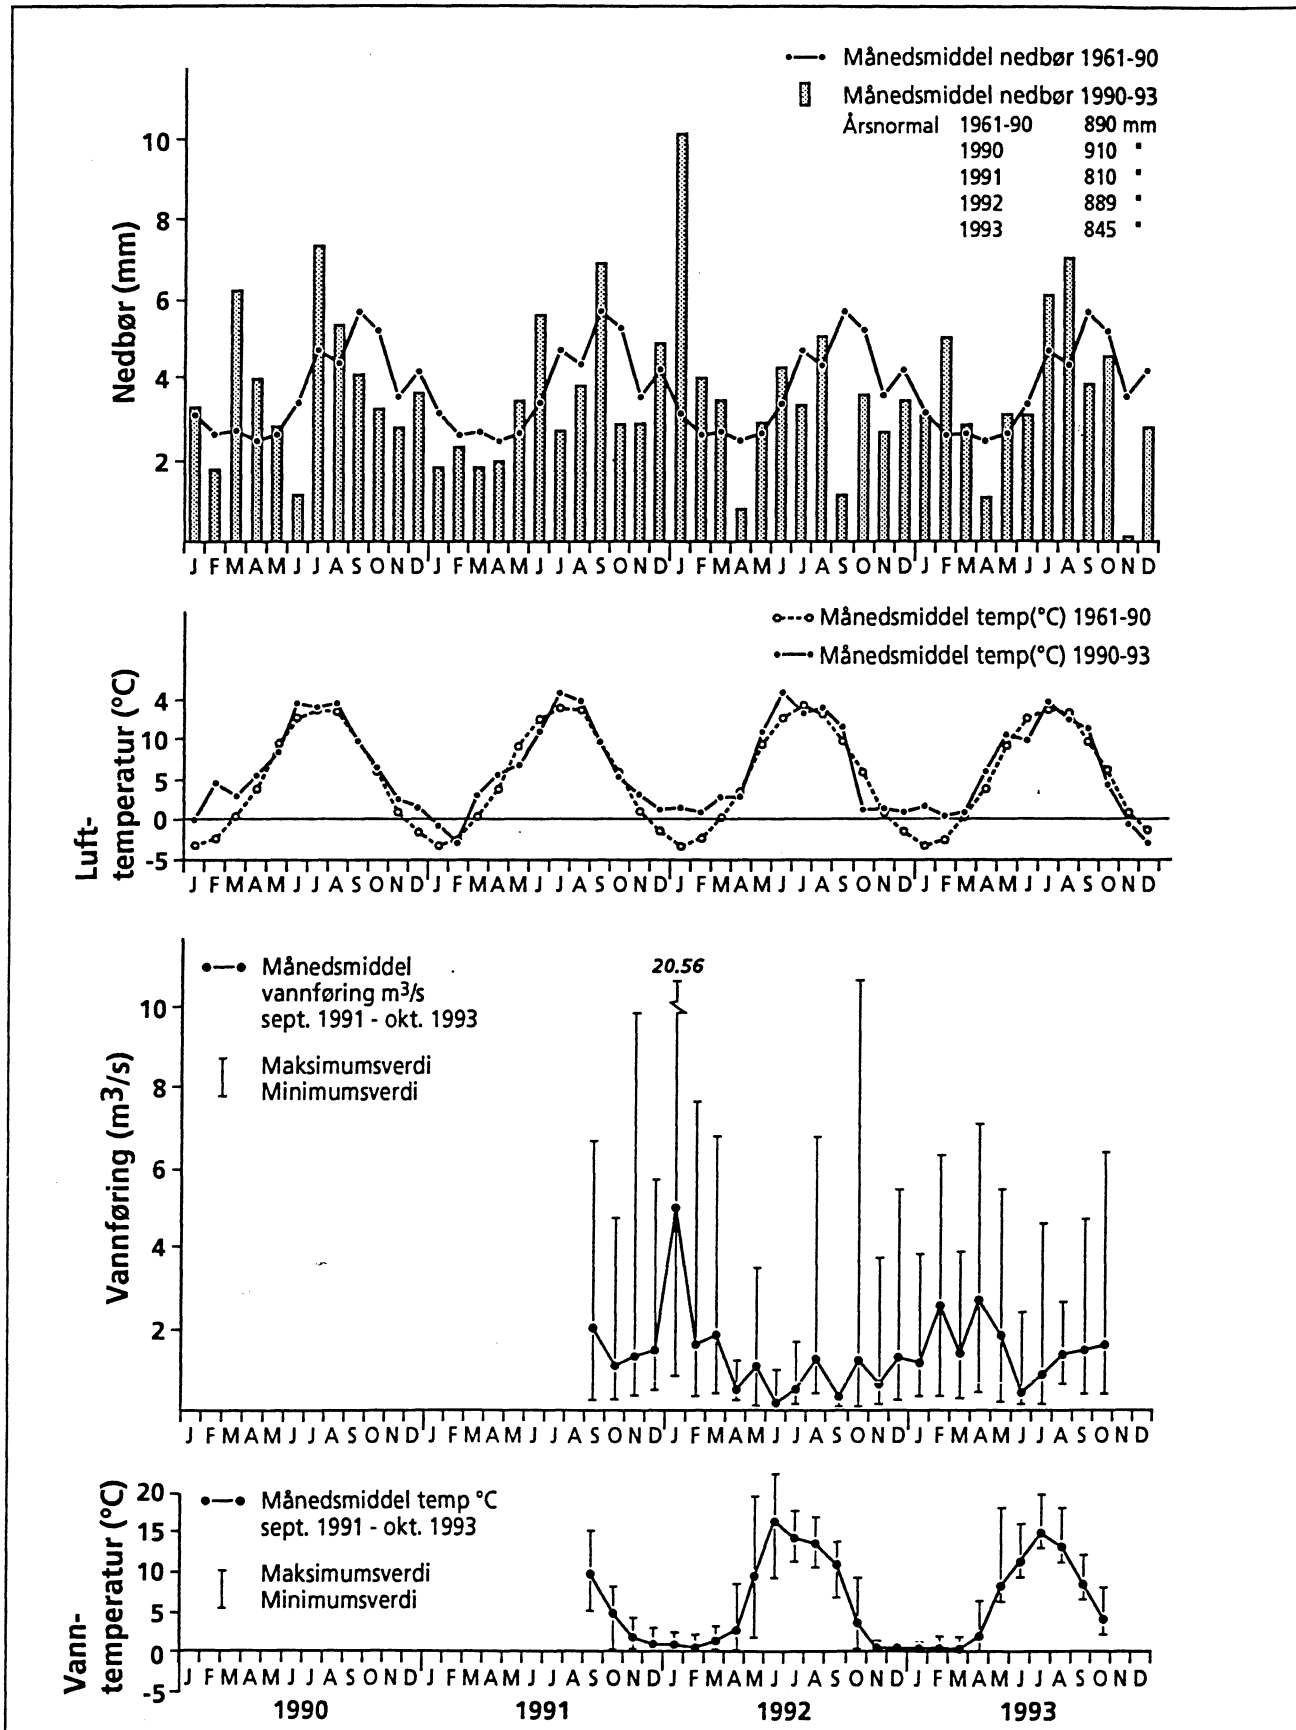 Månedsmiddel nedbør 1961-90
Månedsmiddel nedbør 1990-93
Årsnormal 1961-90 890 mm
1990 910 "
1991 810 "
1992 889 "
1993 845 "
Nedbør (mm)
10
8
6
4
2
J F M A M J J A S O N D J F M A M J J A S O N D J F M A M J J A S O N D J F M A M J J A S O N D
Månedsmiddel temp(°C) 1961-90
Månedsmiddel temp(°C) 1990-93
Luft-
temperatur (°C)
4
10
5
0
-5
J F M A M J J A S O N D J F M A M J J A S O N D J F M A M J J A S O N D J F M A M J J A S O N D
Månedsmiddel
vannføring m³/s
sept. 1991 - okt. 1993
Maksimumsverdi
Minimumsverdi
20.56
Vannføring (m³/s)
10
8
6
4
2
J F M A M J J A S O N D J F M A M J J A S O N D J F M A M J J A S O N D J F M A M J J A S O N D
Månedsmiddel temp °C
sept. 1991 - okt. 1993
Maksimumsverdi
Minimumsverdi
Vann-
temperatur (°C)
20
15
10
5
0
-5
J F M A M J J A S O N D J F M A M J J A S O N D J F M A M J J A S O N D J F M A M J J A S O N D
1990 1991 1992 1993